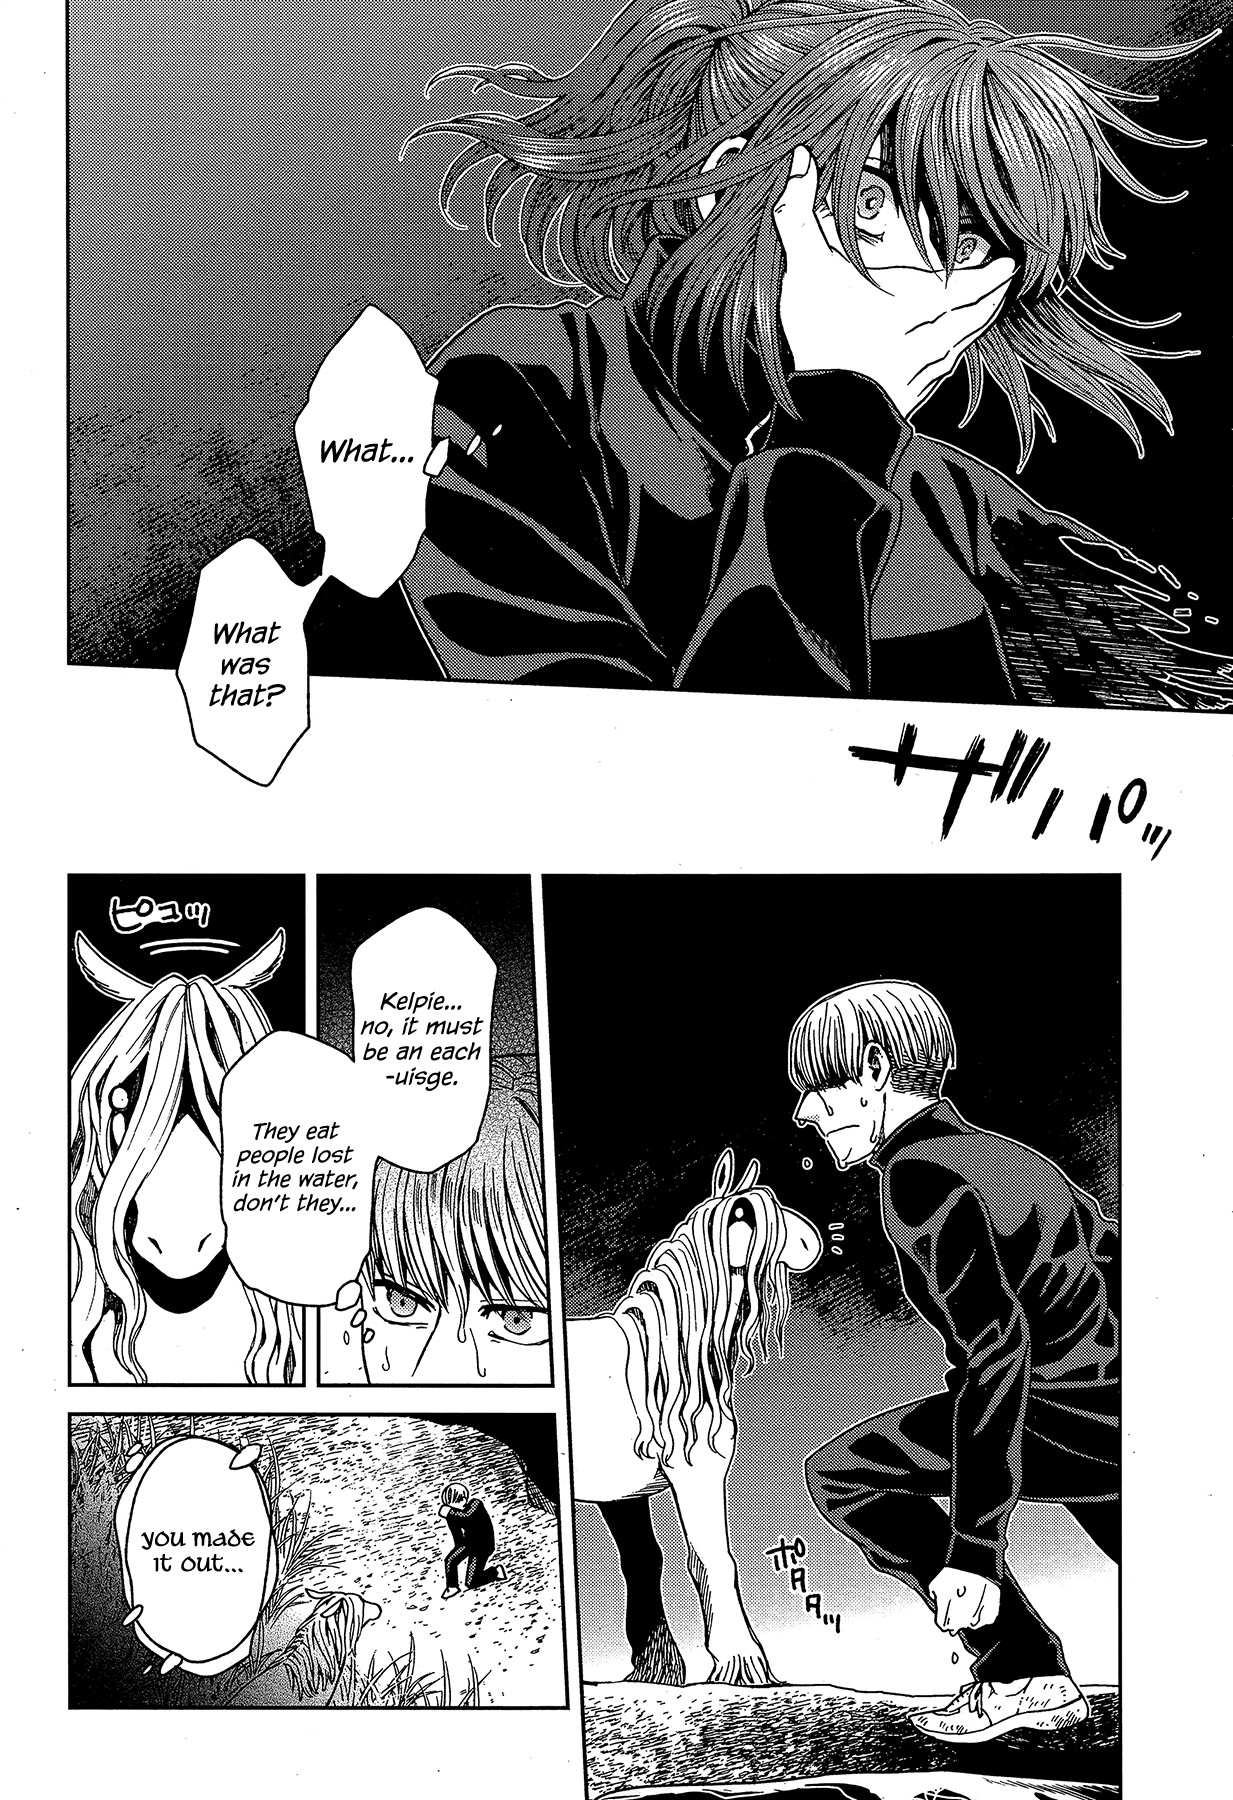 What...
What
was
that?
ザパッ
ポタタッ
Kelpie...
no, it must
be an each
-uisge.
They eat
people lost
in the water,
don't they...
ピコッ
YOU MADE
IT OUT...